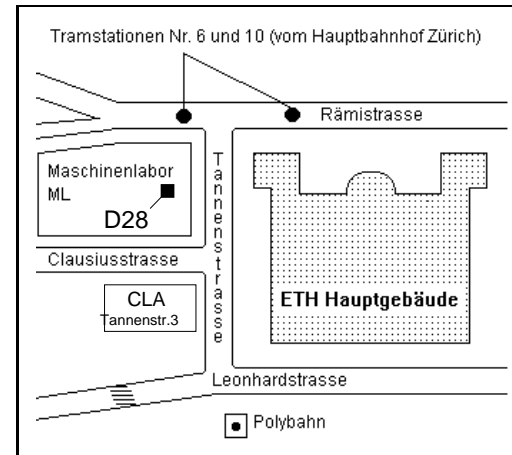 Tramstationen Nr. 6 und 10 (vom Hauptbahnhof Zürich)
Rämistrasse
Maschinenlabor
ML
D28
Tannenstrasse
Clausiusstrasse
CLA
Tannenstr.3
ETH Hauptgebäude
Leonhardstrasse
Polybahn